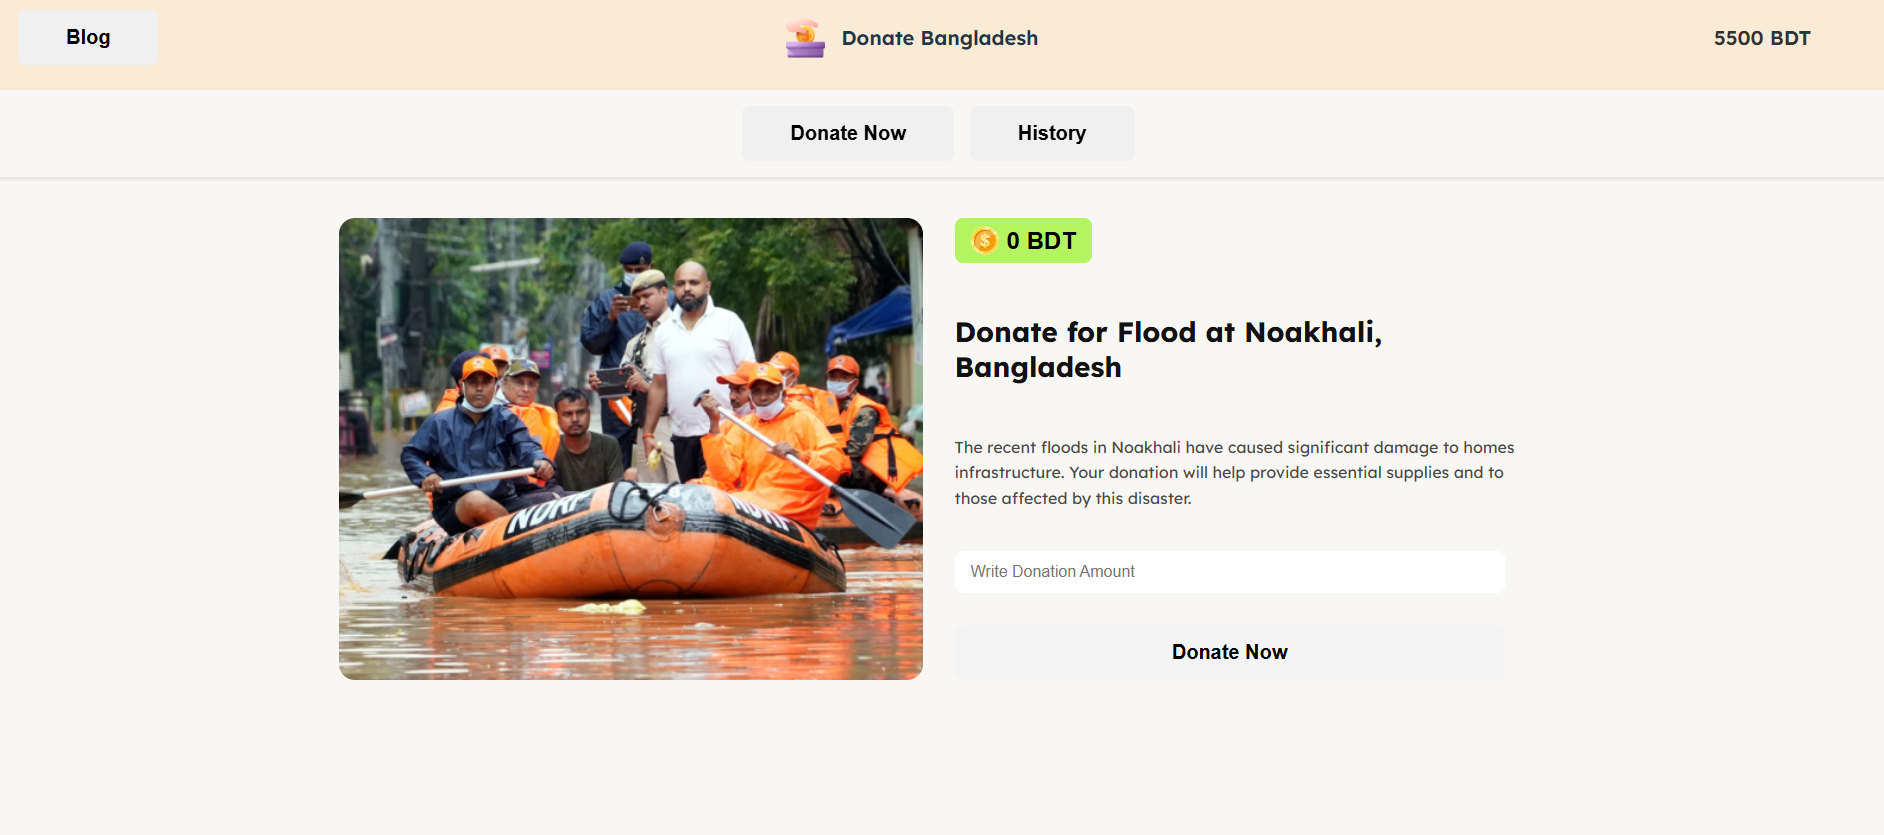 Blog
Donate Bangladesh
5500 BDT
Donate Now
History
0 BDT
Donate for Flood at Noakhali,
Bangladesh
The recent floods in Noakhali have caused significant damage to homes
infrastructure. Your donation will help provide essential supplies and to
those affected by this disaster.
Write Donation Amount
Donate Now
NDRF